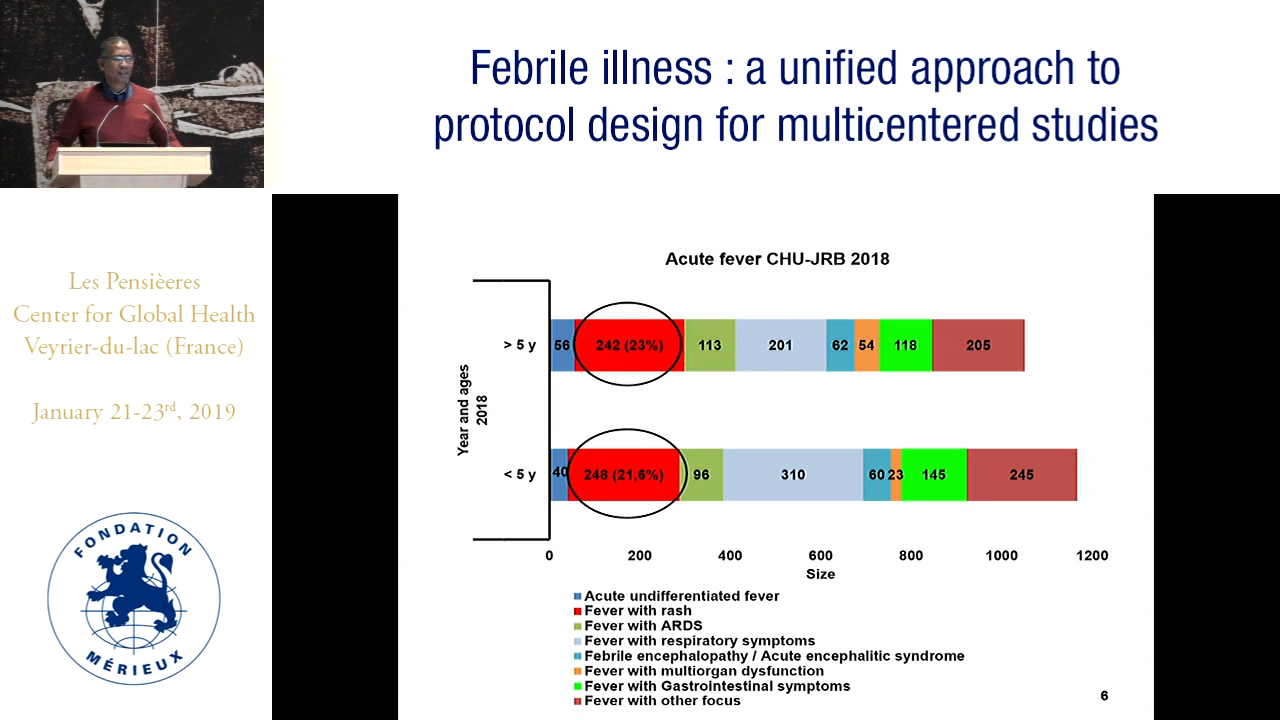 Febrile illness : a unified approach to
protocol design for multicentered studies
Les Pensièeres
Center for Global Health
Veyrier-du-lac (France)
January 21-23rd, 2019
FONDATION
MÉRIEUX
Acute fever CHU-JRB 2018
Year and ages
2018
> 5 y
56 242 (23%) 113 201 62 54 118 205
< 5 y
40 248 (21,6%) 96 310 60 23 145 245
0 200 400 600 800 1000 1200
Size
Acute undifferentiated fever
Fever with rash
Fever with ARDS
Fever with respiratory symptoms
Febrile encephalopathy / Acute encephalitic syndrome
Fever with multiorgan dysfunction
Fever with Gastrointestinal symptoms
Fever with other focus
6